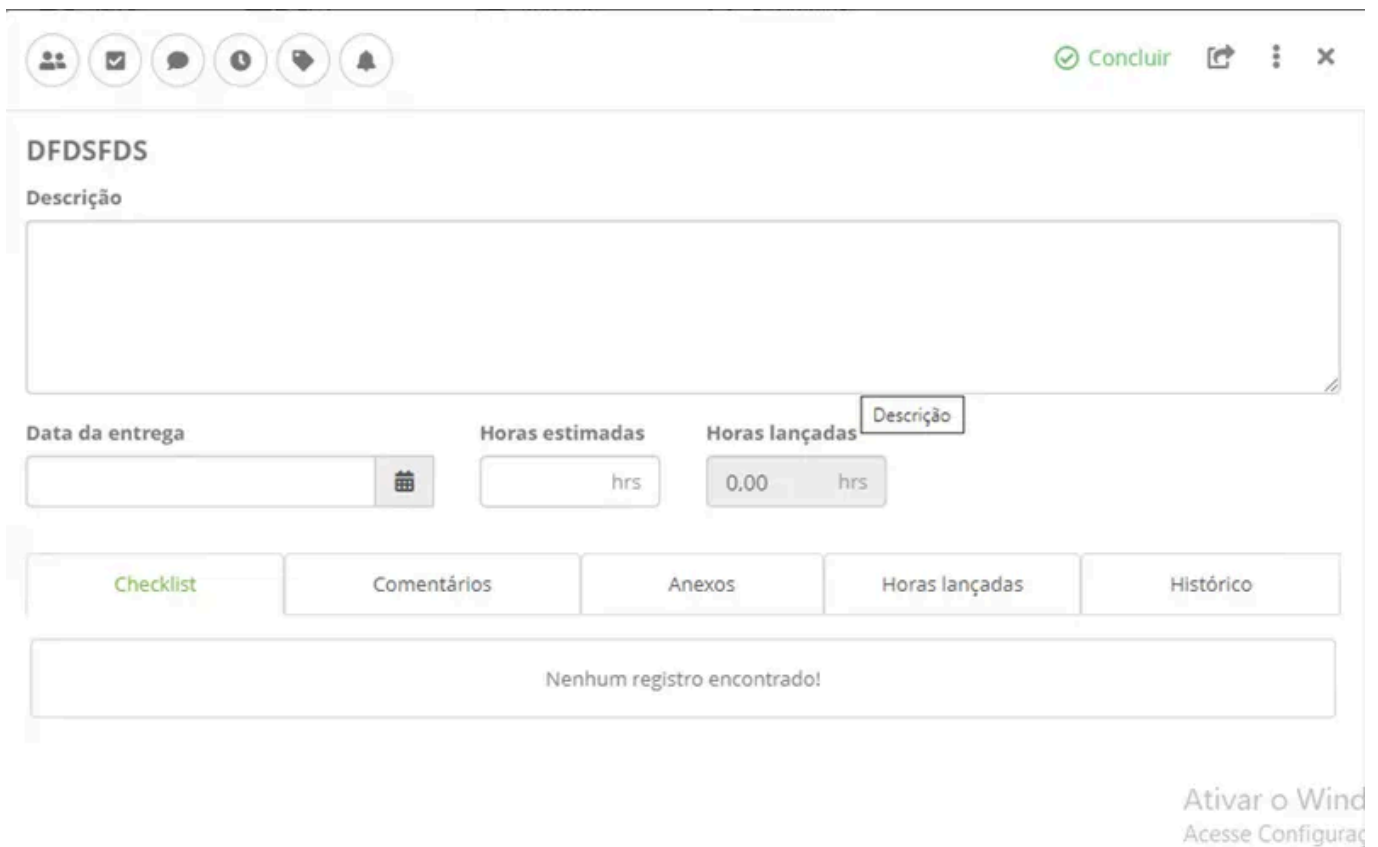 Concluir
DFDSFDS
Descrição
Descrição
Data da entrega Horas estimadas Horas lançadas
hrs 0,00 hrs
Checklist Comentários Anexos Horas lançadas Histórico
Nenhum registro encontrado!
Ativar o Wind
Acesse Configuraç